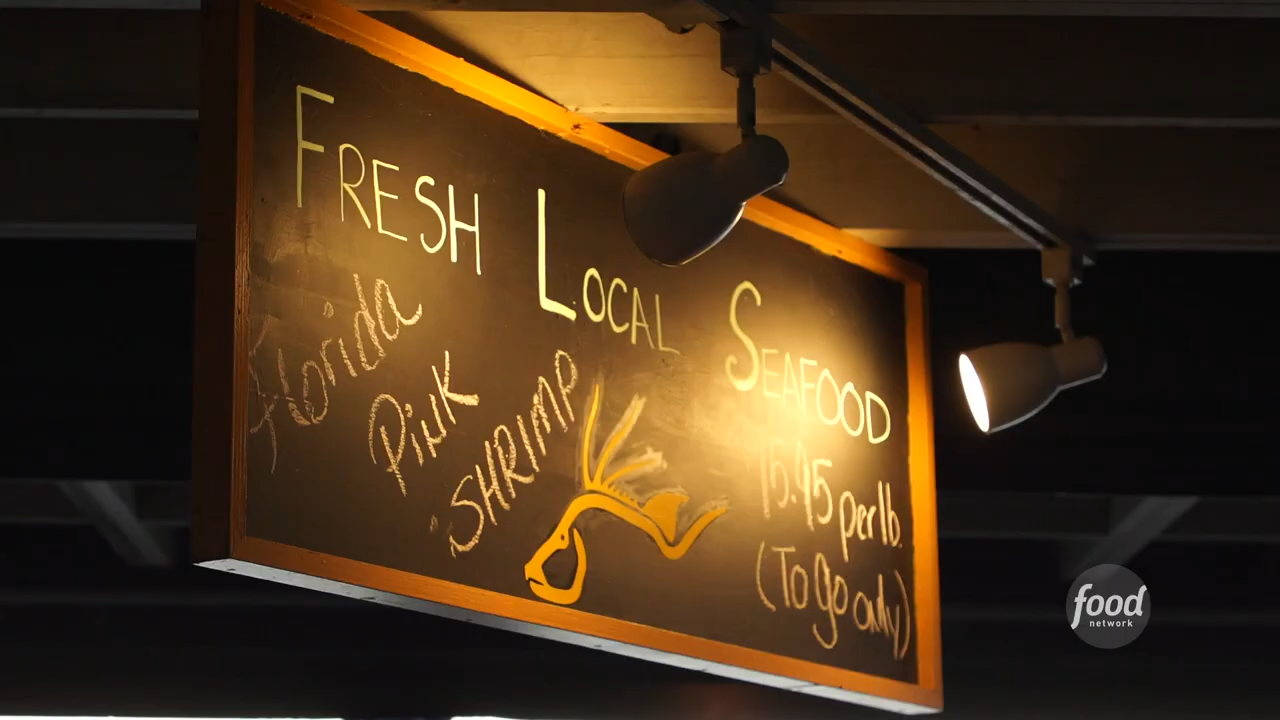 FRESH LOCAL SEAFOOD
Florida
PINK
SHRIMP
15.95 per lb.
(To go only)
food
network